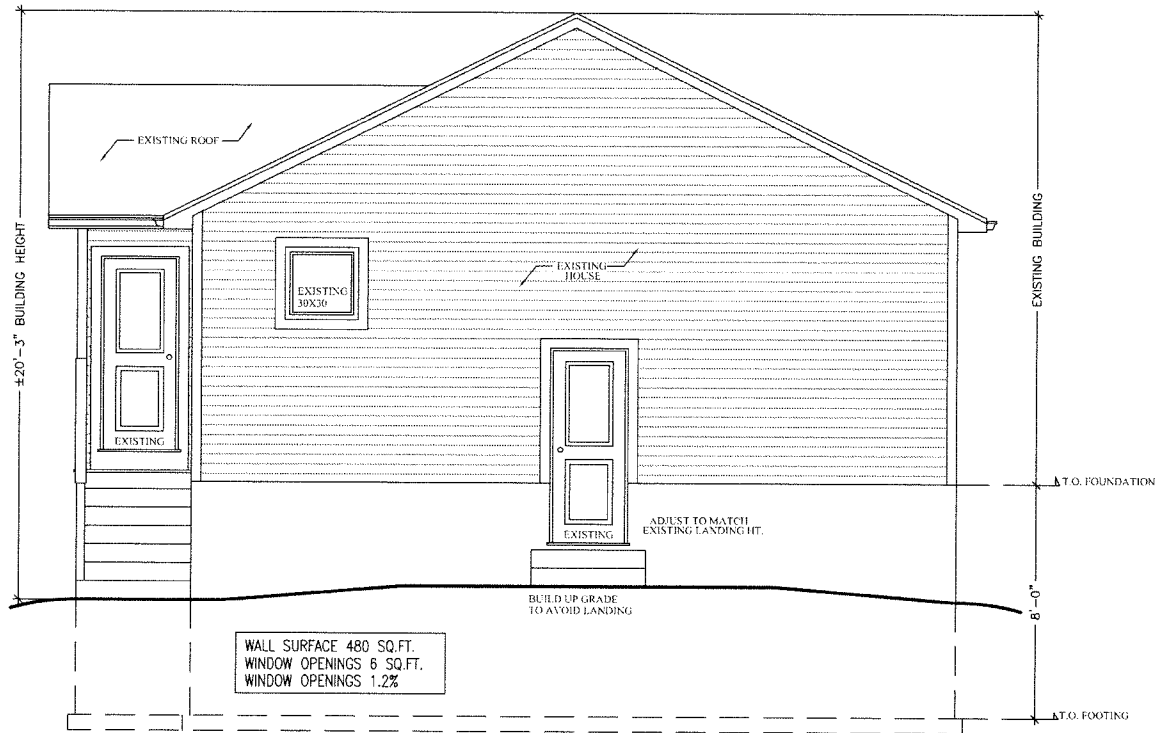 EXISTING ROOF
±20'-3" BUILDING HEIGHT
EXISTING BUILDING
EXISTING
HOUSE
EXISTING
30X30
EXISTING
T.O. FOUNDATION
ADJUST TO MATCH
EXISTING LANDING HT.
EXISTING
BUILD UP GRADE
TO AVOID LANDING
8'-0"
WALL SURFACE 480 SQ.FT.
WINDOW OPENINGS 6 SQ.FT.
WINDOW OPENINGS 1.2%
T.O. FOOTING